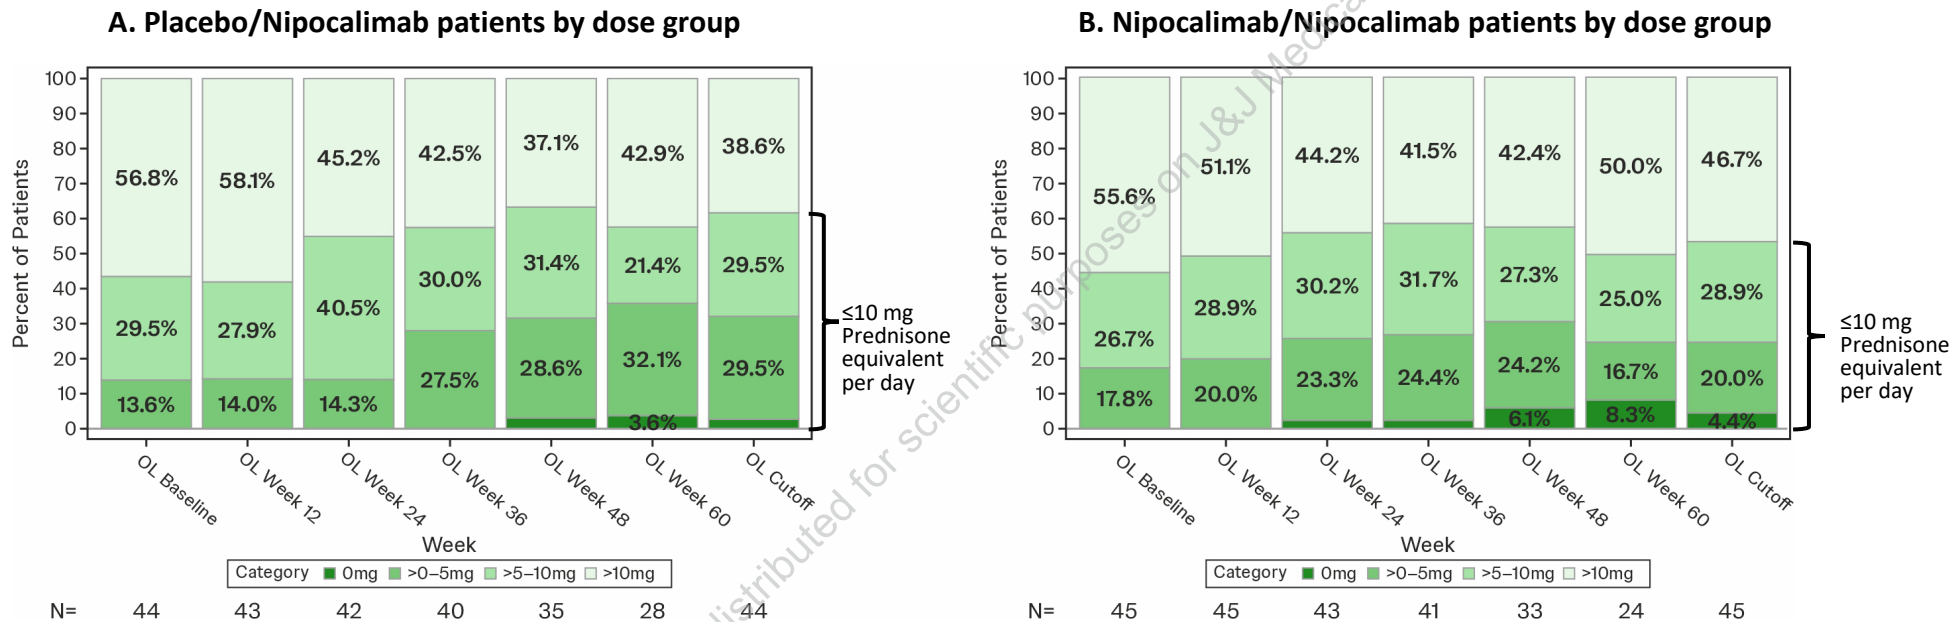 A. Placebo/Nipocalimab patients by dose group
Percent of Patients
100
90
80
70
60
50
40
30
20
10
0
56.8%
29.5%
13.6%
58.1%
27.9%
14.0%
45.2%
40.5%
14.3%
42.5%
30.0%
27.5%
37.1%
31.4%
28.6%
42.9%
21.4%
32.1%
3.6%
38.6%
29.5%
29.5%
≤10 mg
Prednisone
equivalent
per day
OL Baseline
OL Week 12
OL Week 24
OL Week 36
OL Week 48
OL Week 60
OL Cutoff
Week
Category 0mg >0–5mg >5–10mg >10mg
N= 44 43 42 40 35 28 44
B. Nipocalimab/Nipocalimab patients by dose group
Percent of Patients
100
90
80
70
60
50
40
30
20
10
0
55.6%
26.7%
17.8%
51.1%
28.9%
20.0%
44.2%
30.2%
23.3%
41.5%
31.7%
24.4%
42.4%
27.3%
24.2%
6.1%
50.0%
25.0%
16.7%
8.3%
46.7%
28.9%
20.0%
4.4%
≤10 mg
Prednisone
equivalent
per day
OL Baseline
OL Week 12
OL Week 24
OL Week 36
OL Week 48
OL Week 60
OL Cutoff
Week
Category 0mg >0–5mg >5–10mg >10mg
N= 45 45 43 41 33 24 45
for scientific purposes on J&J